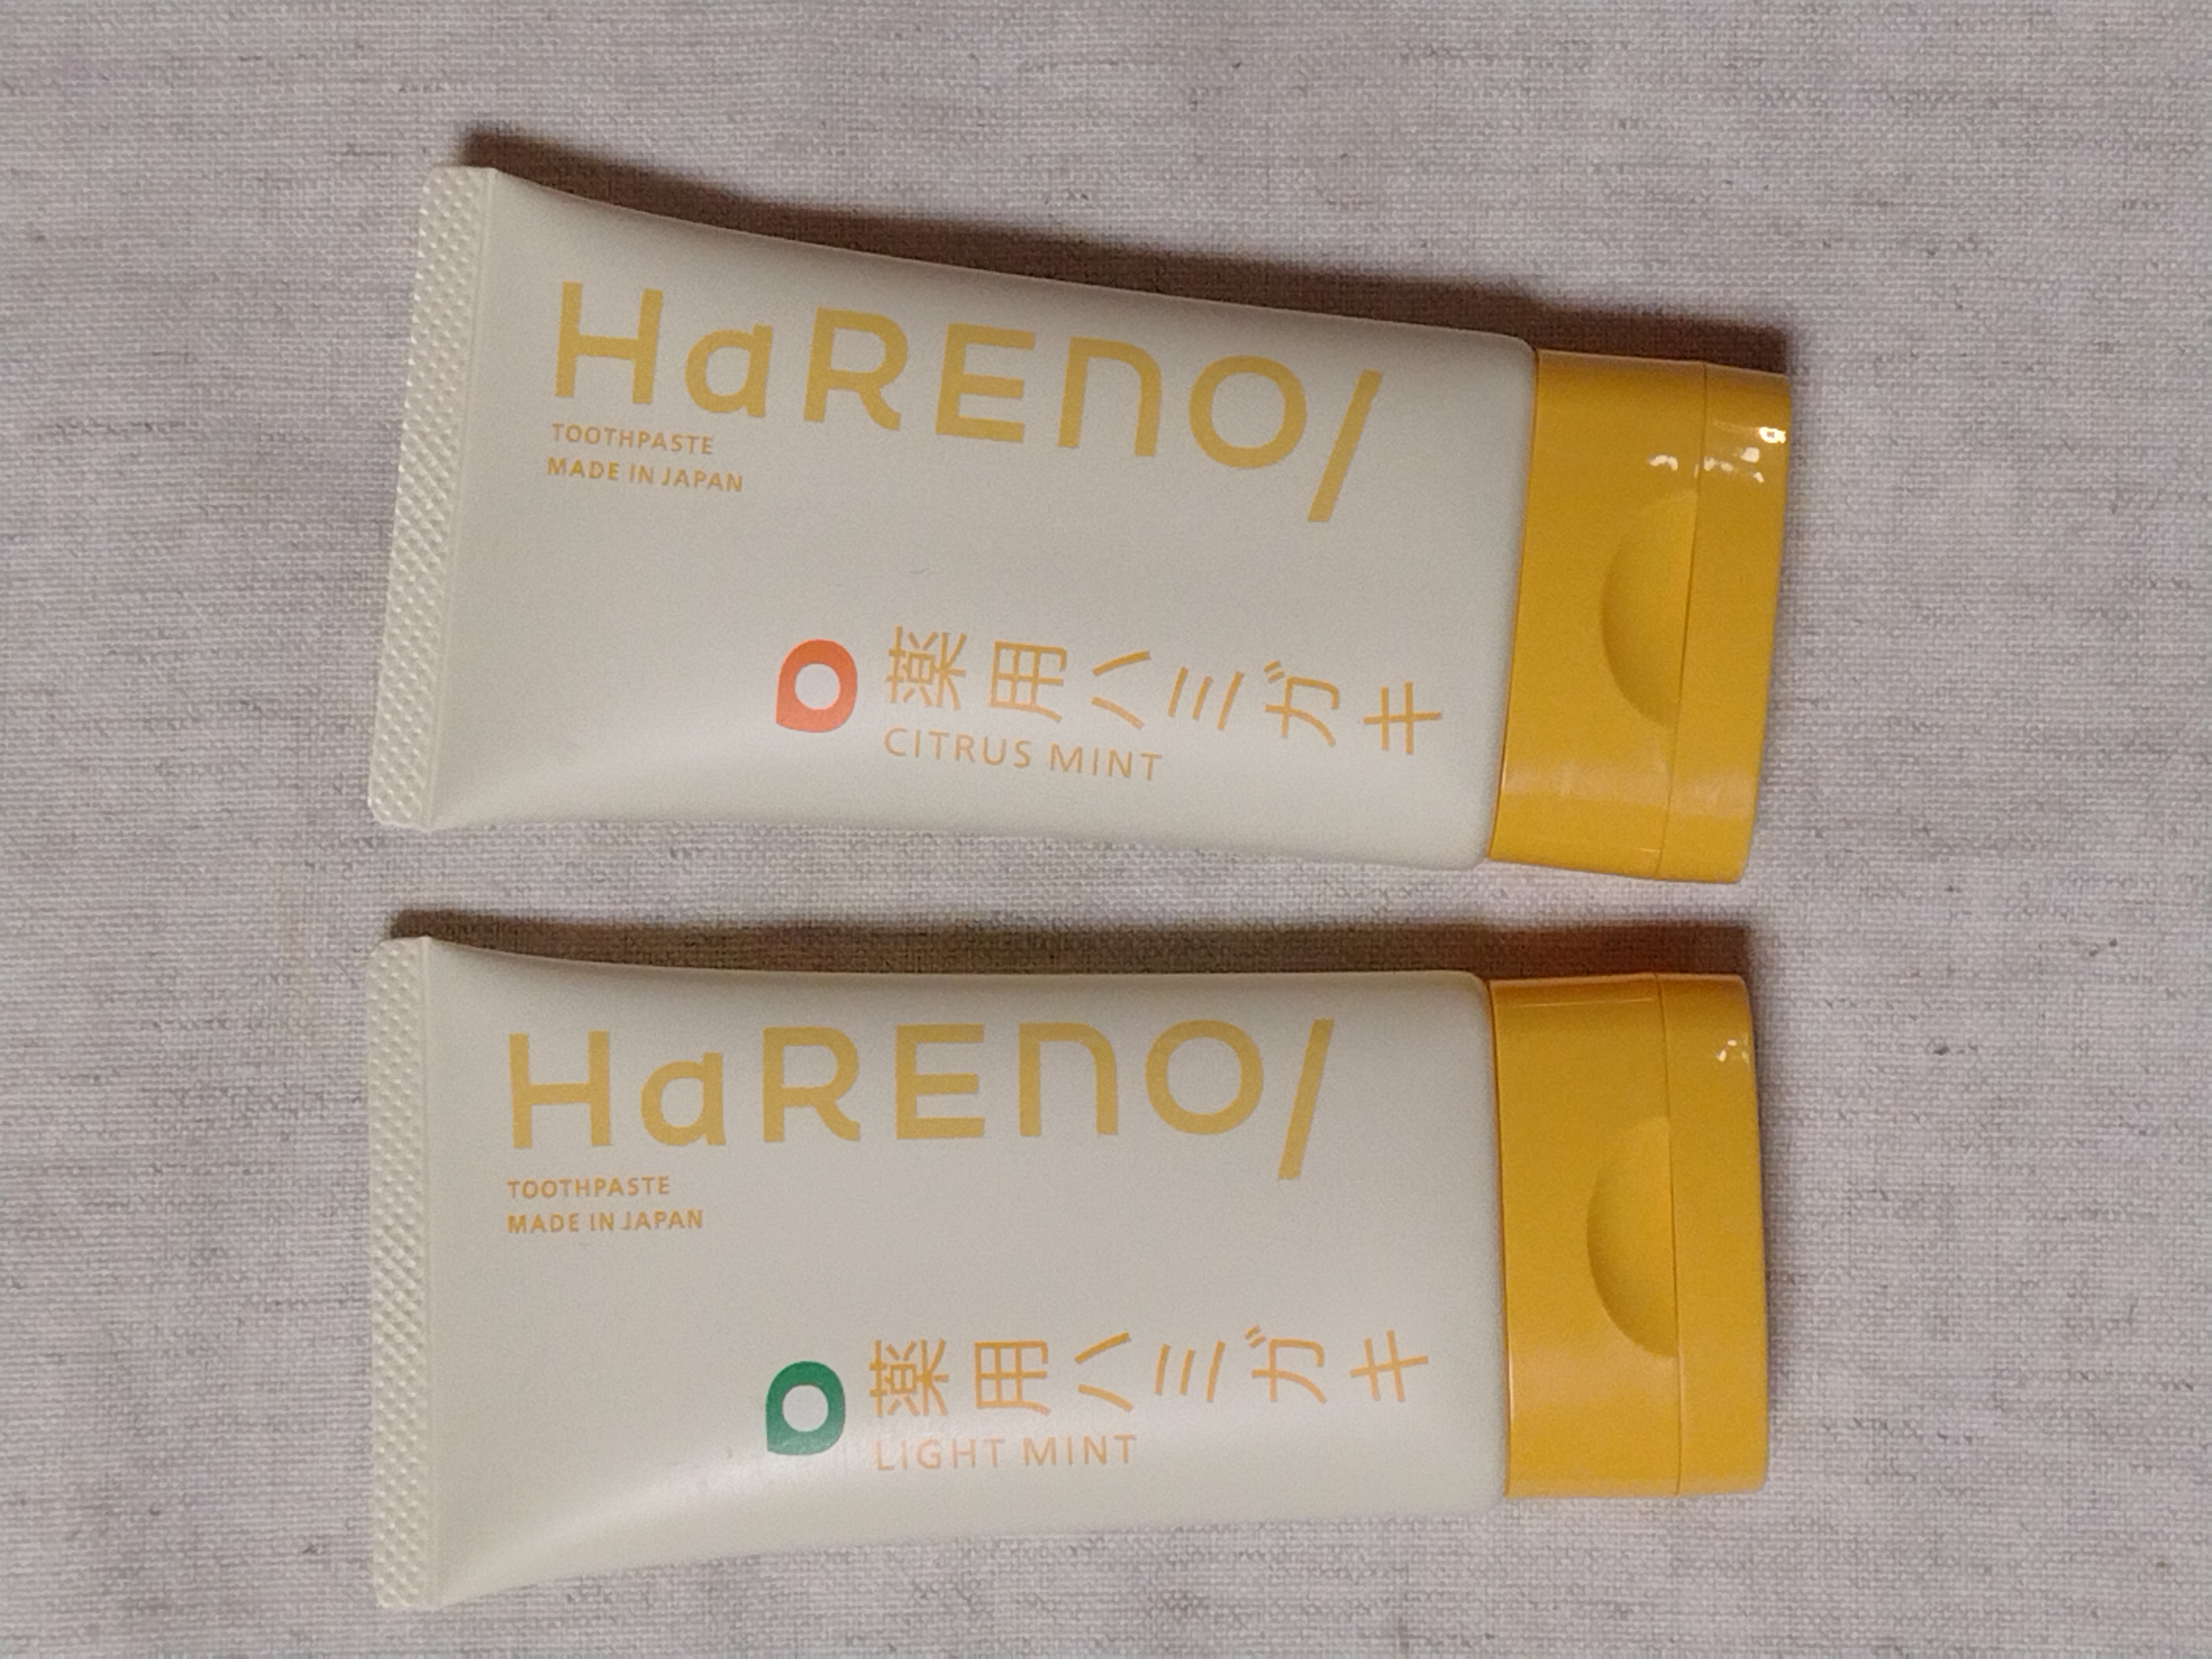 HaRENO/
TOOTHPASTE
MADE IN JAPAN
薬用ハミガキ
CITRUS MINT
HaRENO/
TOOTHPASTE
MADE IN JAPAN
薬用ハミガキ
LIGHT MINT